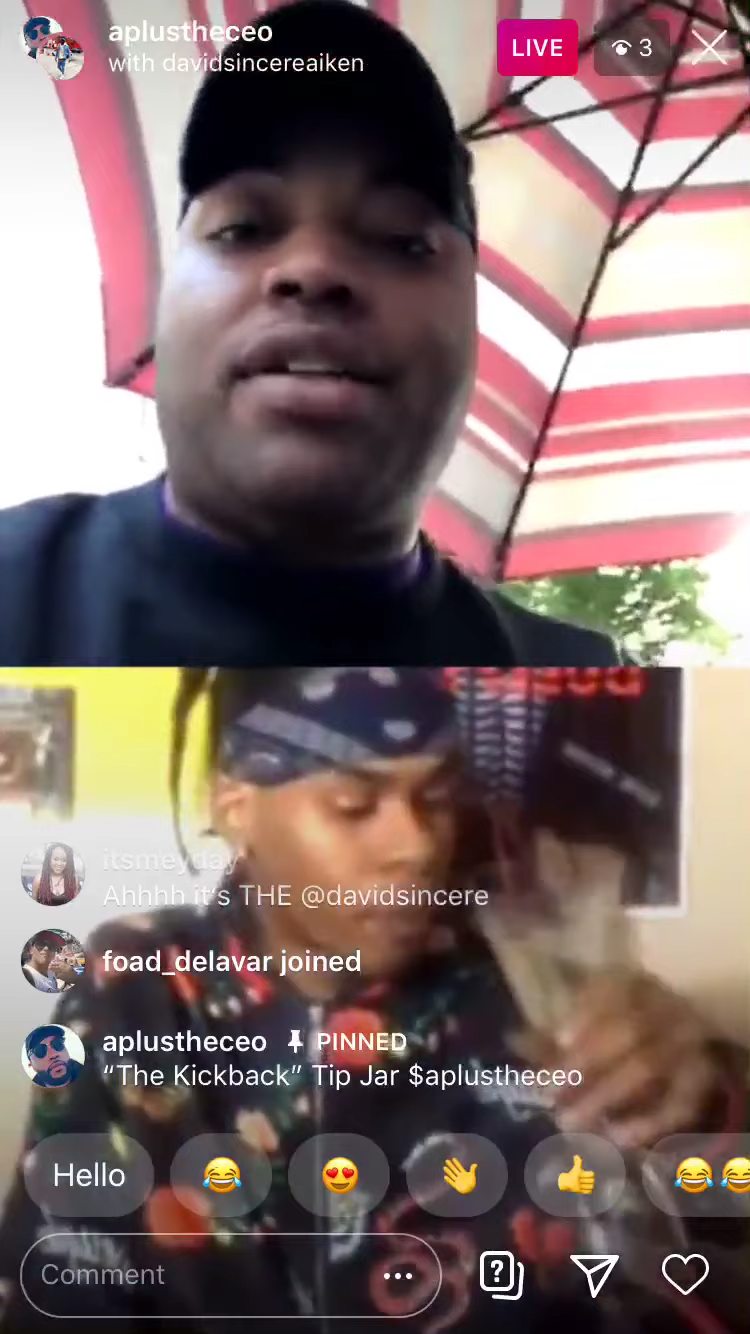 aplustheceo
with davidsincereaiken
LIVE
3
itsmeyday
Ahhhh it's THE @davidsincere
foad_delavar joined
aplustheceo PINNED
“The Kickback” Tip Jar $aplustheceo
Hello
Comment